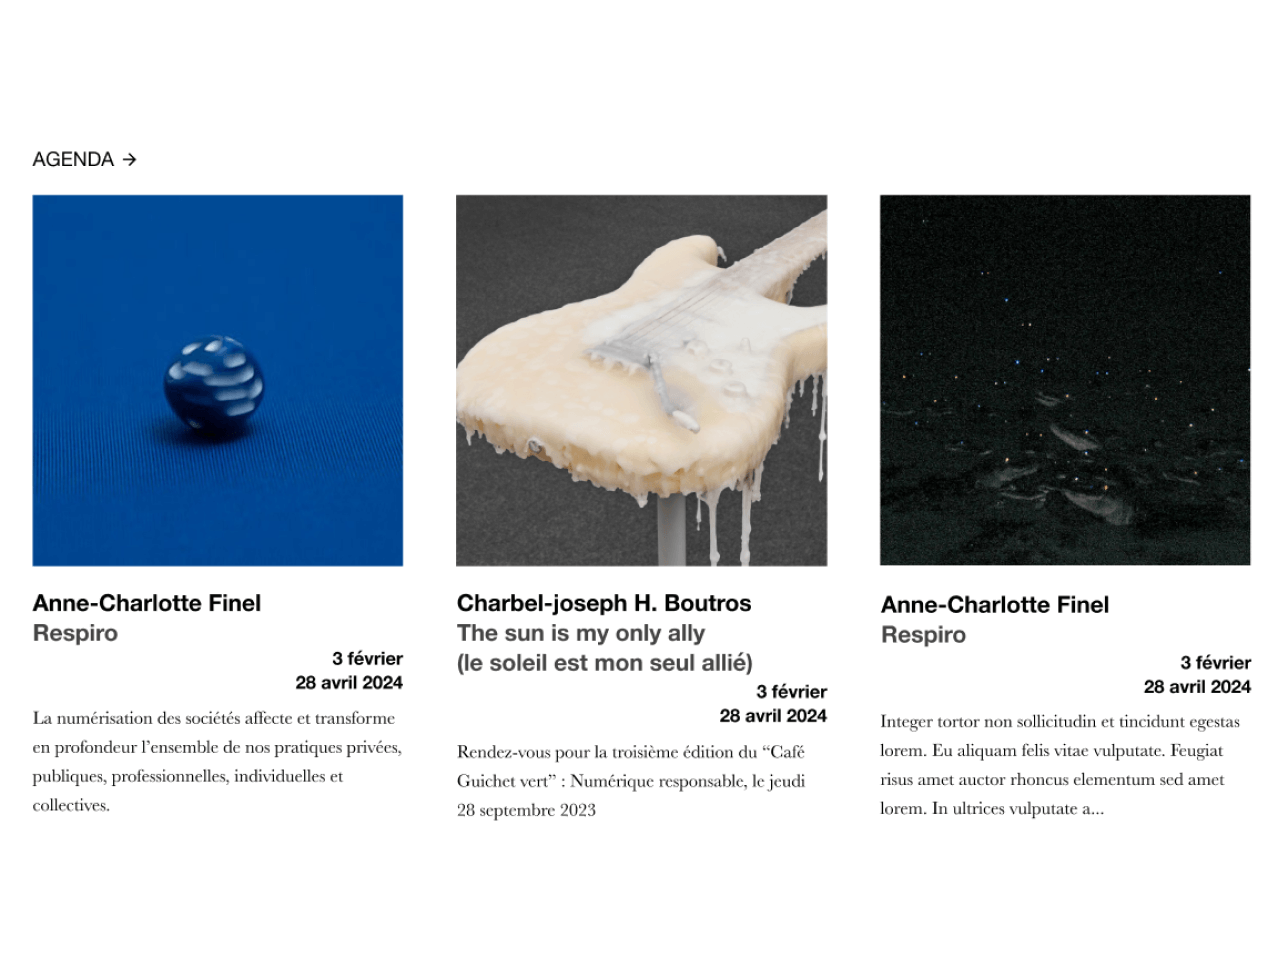 AGENDA →
Anne-Charlotte Finel
Respiro
3 février
28 avril 2024
La numérisation des sociétés affecte et transforme
en profondeur l’ensemble de nos pratiques privées,
publiques, professionnelles, individuelles et
collectives.
Charbel-joseph H. Boutros
The sun is my only ally
(le soleil est mon seul allié)
3 février
28 avril 2024
Rendez-vous pour la troisième édition du “Café
Guichet vert” : Numérique responsable, le jeudi
28 septembre 2023
Anne-Charlotte Finel
Respiro
3 février
28 avril 2024
Integer tortor non sollicitudin et tincidunt egestas
lorem. Eu aliquam felis vitae vulputate. Feugiat
risus amet auctor rhoncus elementum sed amet
lorem. In ultrices vulputate a...